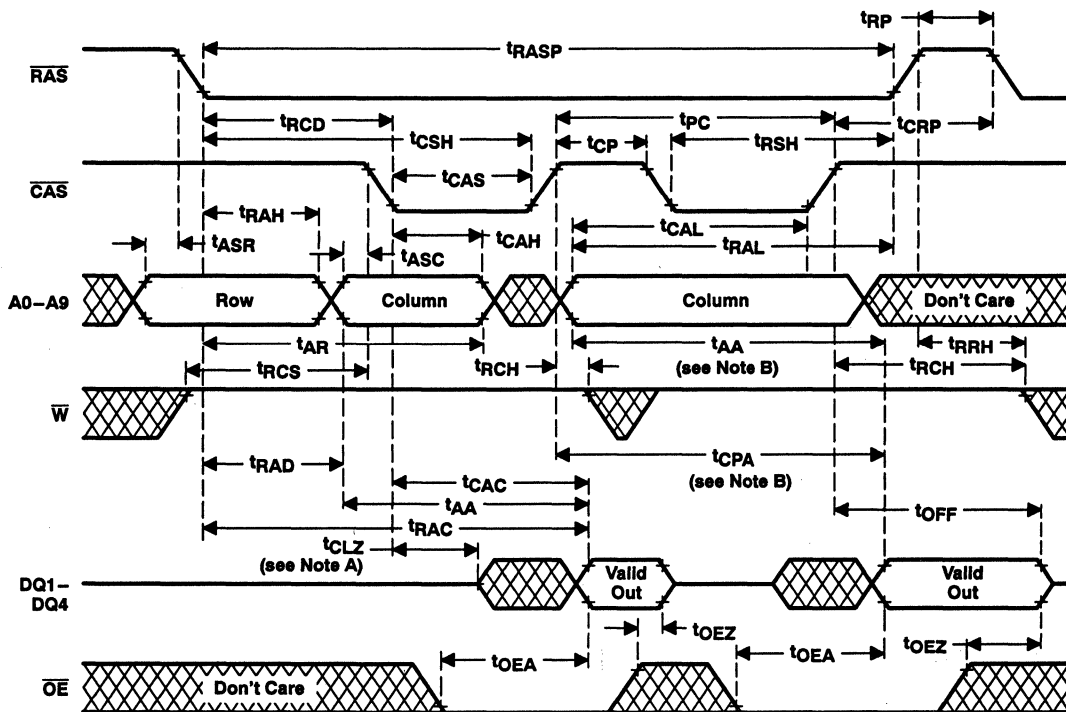 tRP
tRASP
RAS
tRCD
tPC
tCRP
tCSH
tCP
tRSH
CAS
tCAS
tRAH
tCAH
tCAL
tASR
tASC
tRAL
A0–A9
Row
Column
Column
Don't Care
tAR
tAA
tRRH
tRCS
tRCH
(see Note B)
tRCH
W
tRAD
tCPA
tCAC
(see Note B)
tAA
tRAC
tOFF
tCLZ
(see Note A)
DQ1–
DQ4
Valid
Out
Valid
Out
tOEZ
tOEZ
tOEA
tOEA
OE
Don't Care